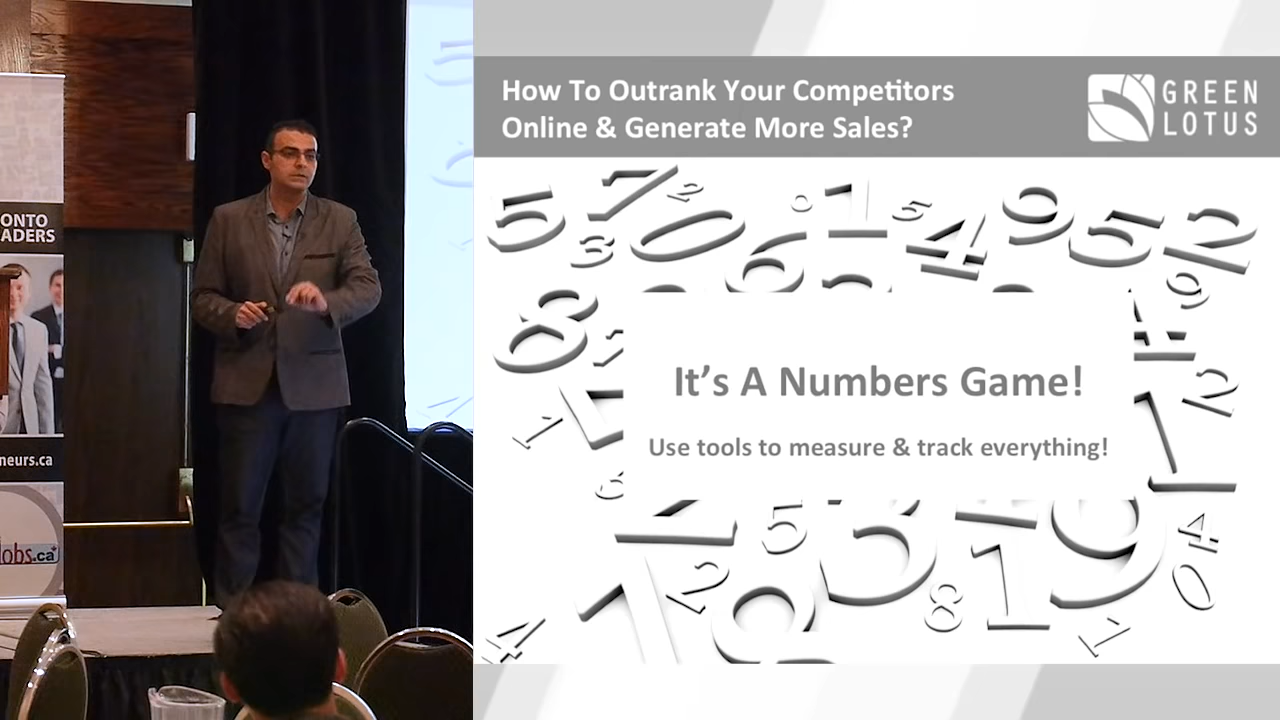 ONTO
ADERS
neurs.ca
Jobs.ca
How To Outrank Your Competitors
Online & Generate More Sales?
GREEN
LOTUS
It's A Numbers Game!
Use tools to measure & track everything!